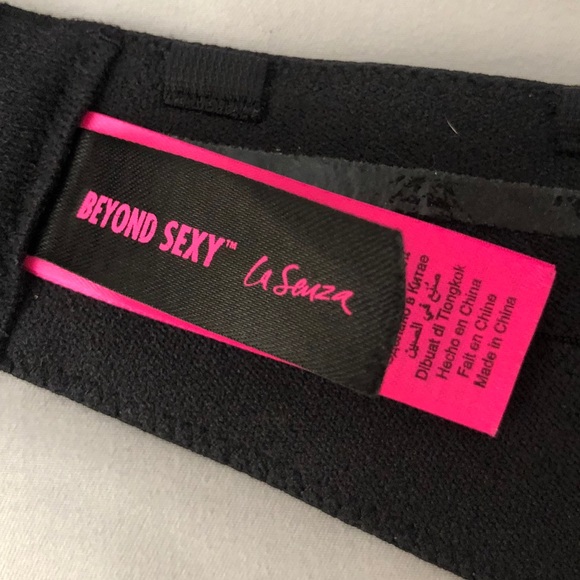 BEYOND SEXY™
La Senza
в Китае
صنع في الصين
Dibuat di Tiongkok
Hecho en China
Fait en Chine
Made in China